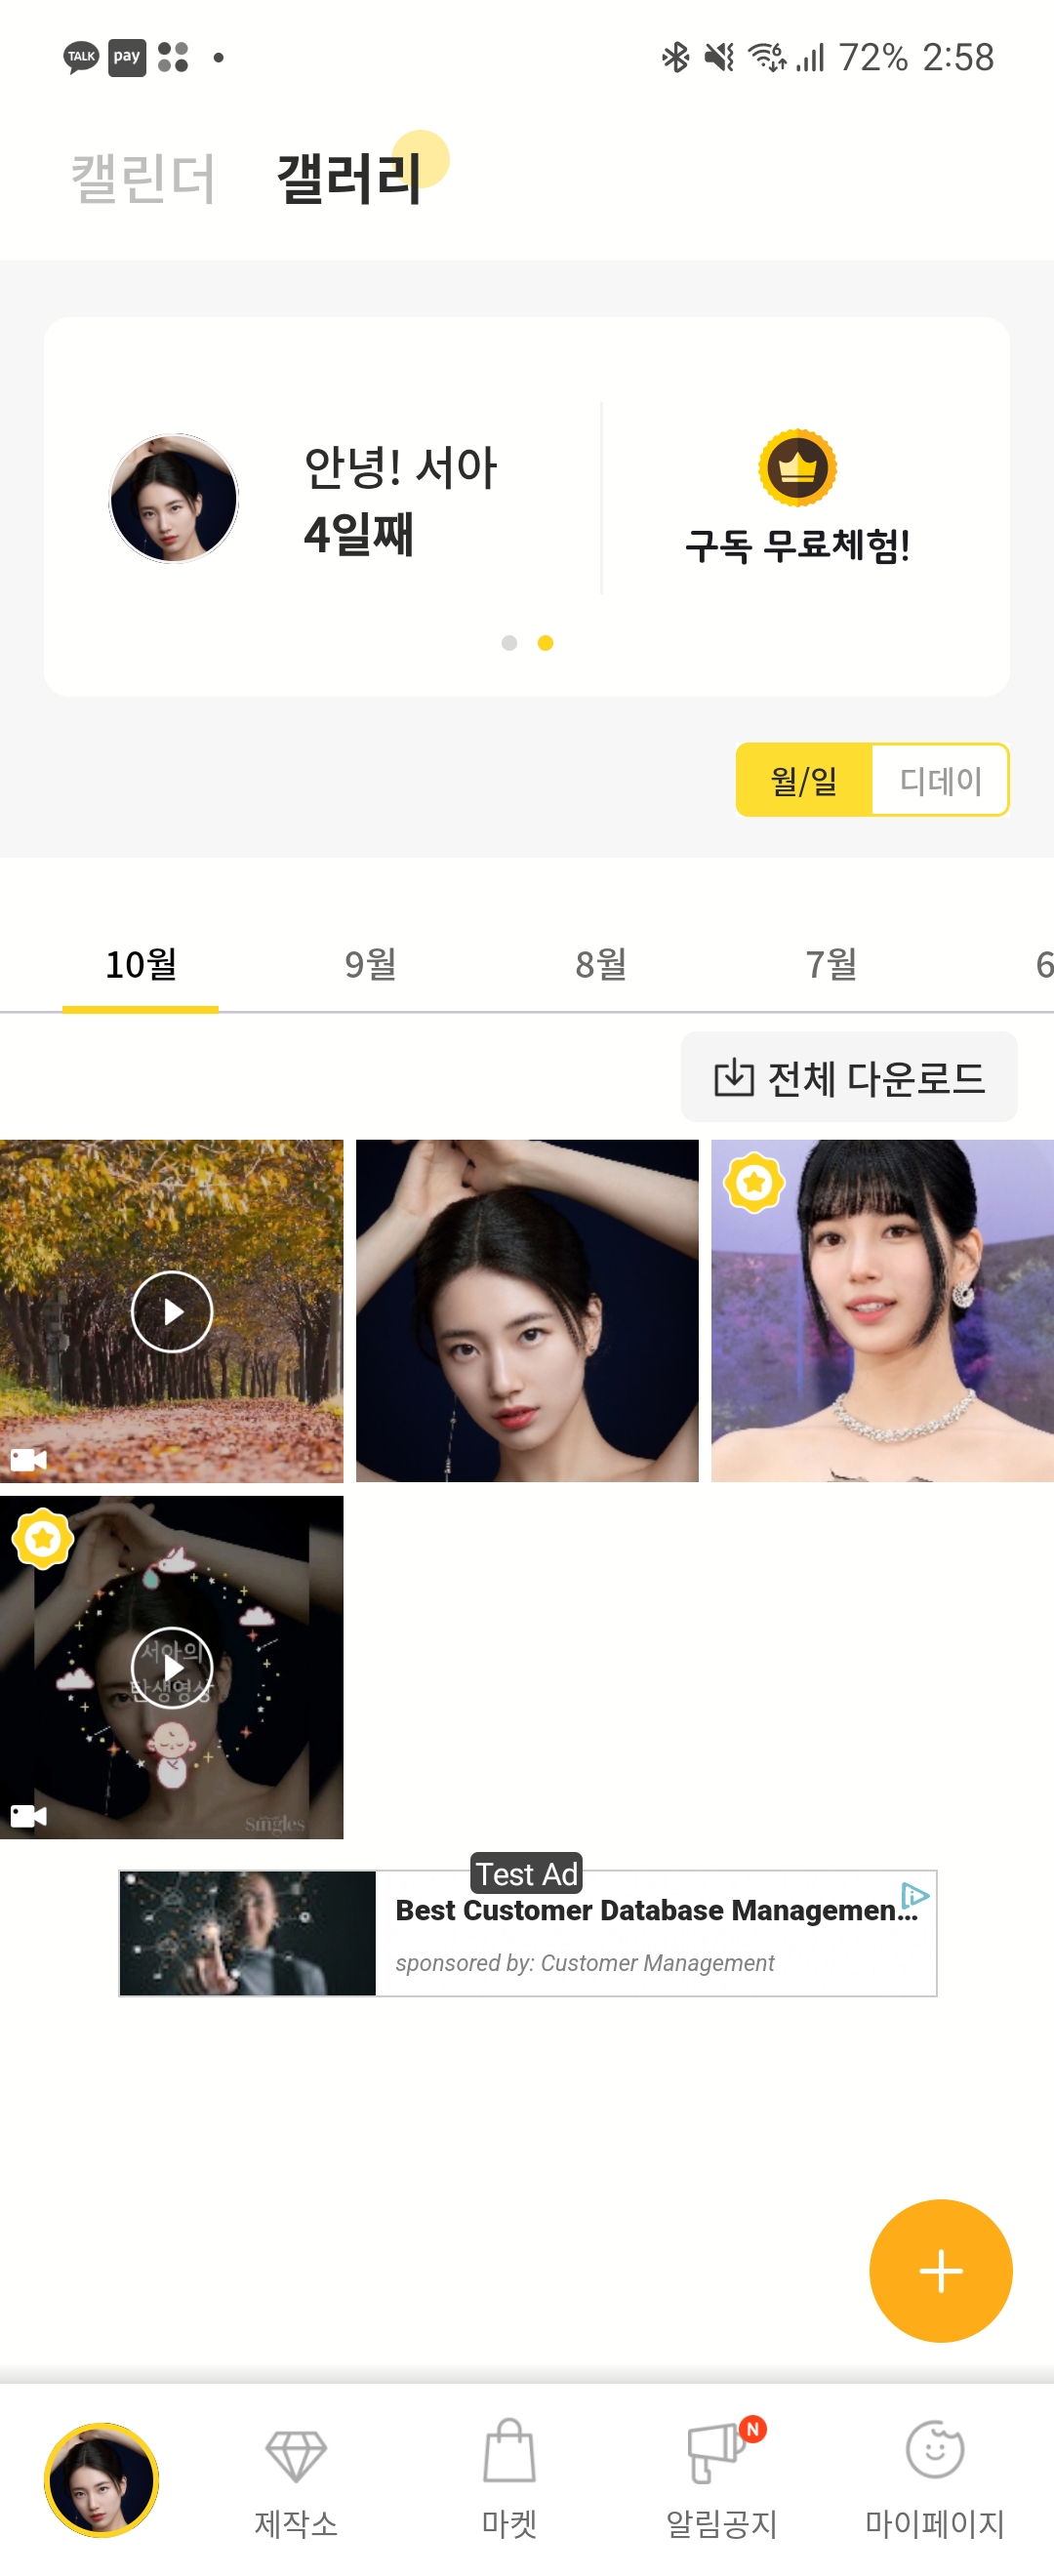 TALK pay 72% 2:58
캘린더 갤러리
안녕! 서아
4일째
구독 무료체험!
월/일 디데이
10월 9월 8월 7월 6
전체 다운로드
서아의
탄생영상
Singles
Test Ad
Best Customer Database Managemen...
sponsored by: Customer Management
N
제작소 마켓 알림공지 마이페이지